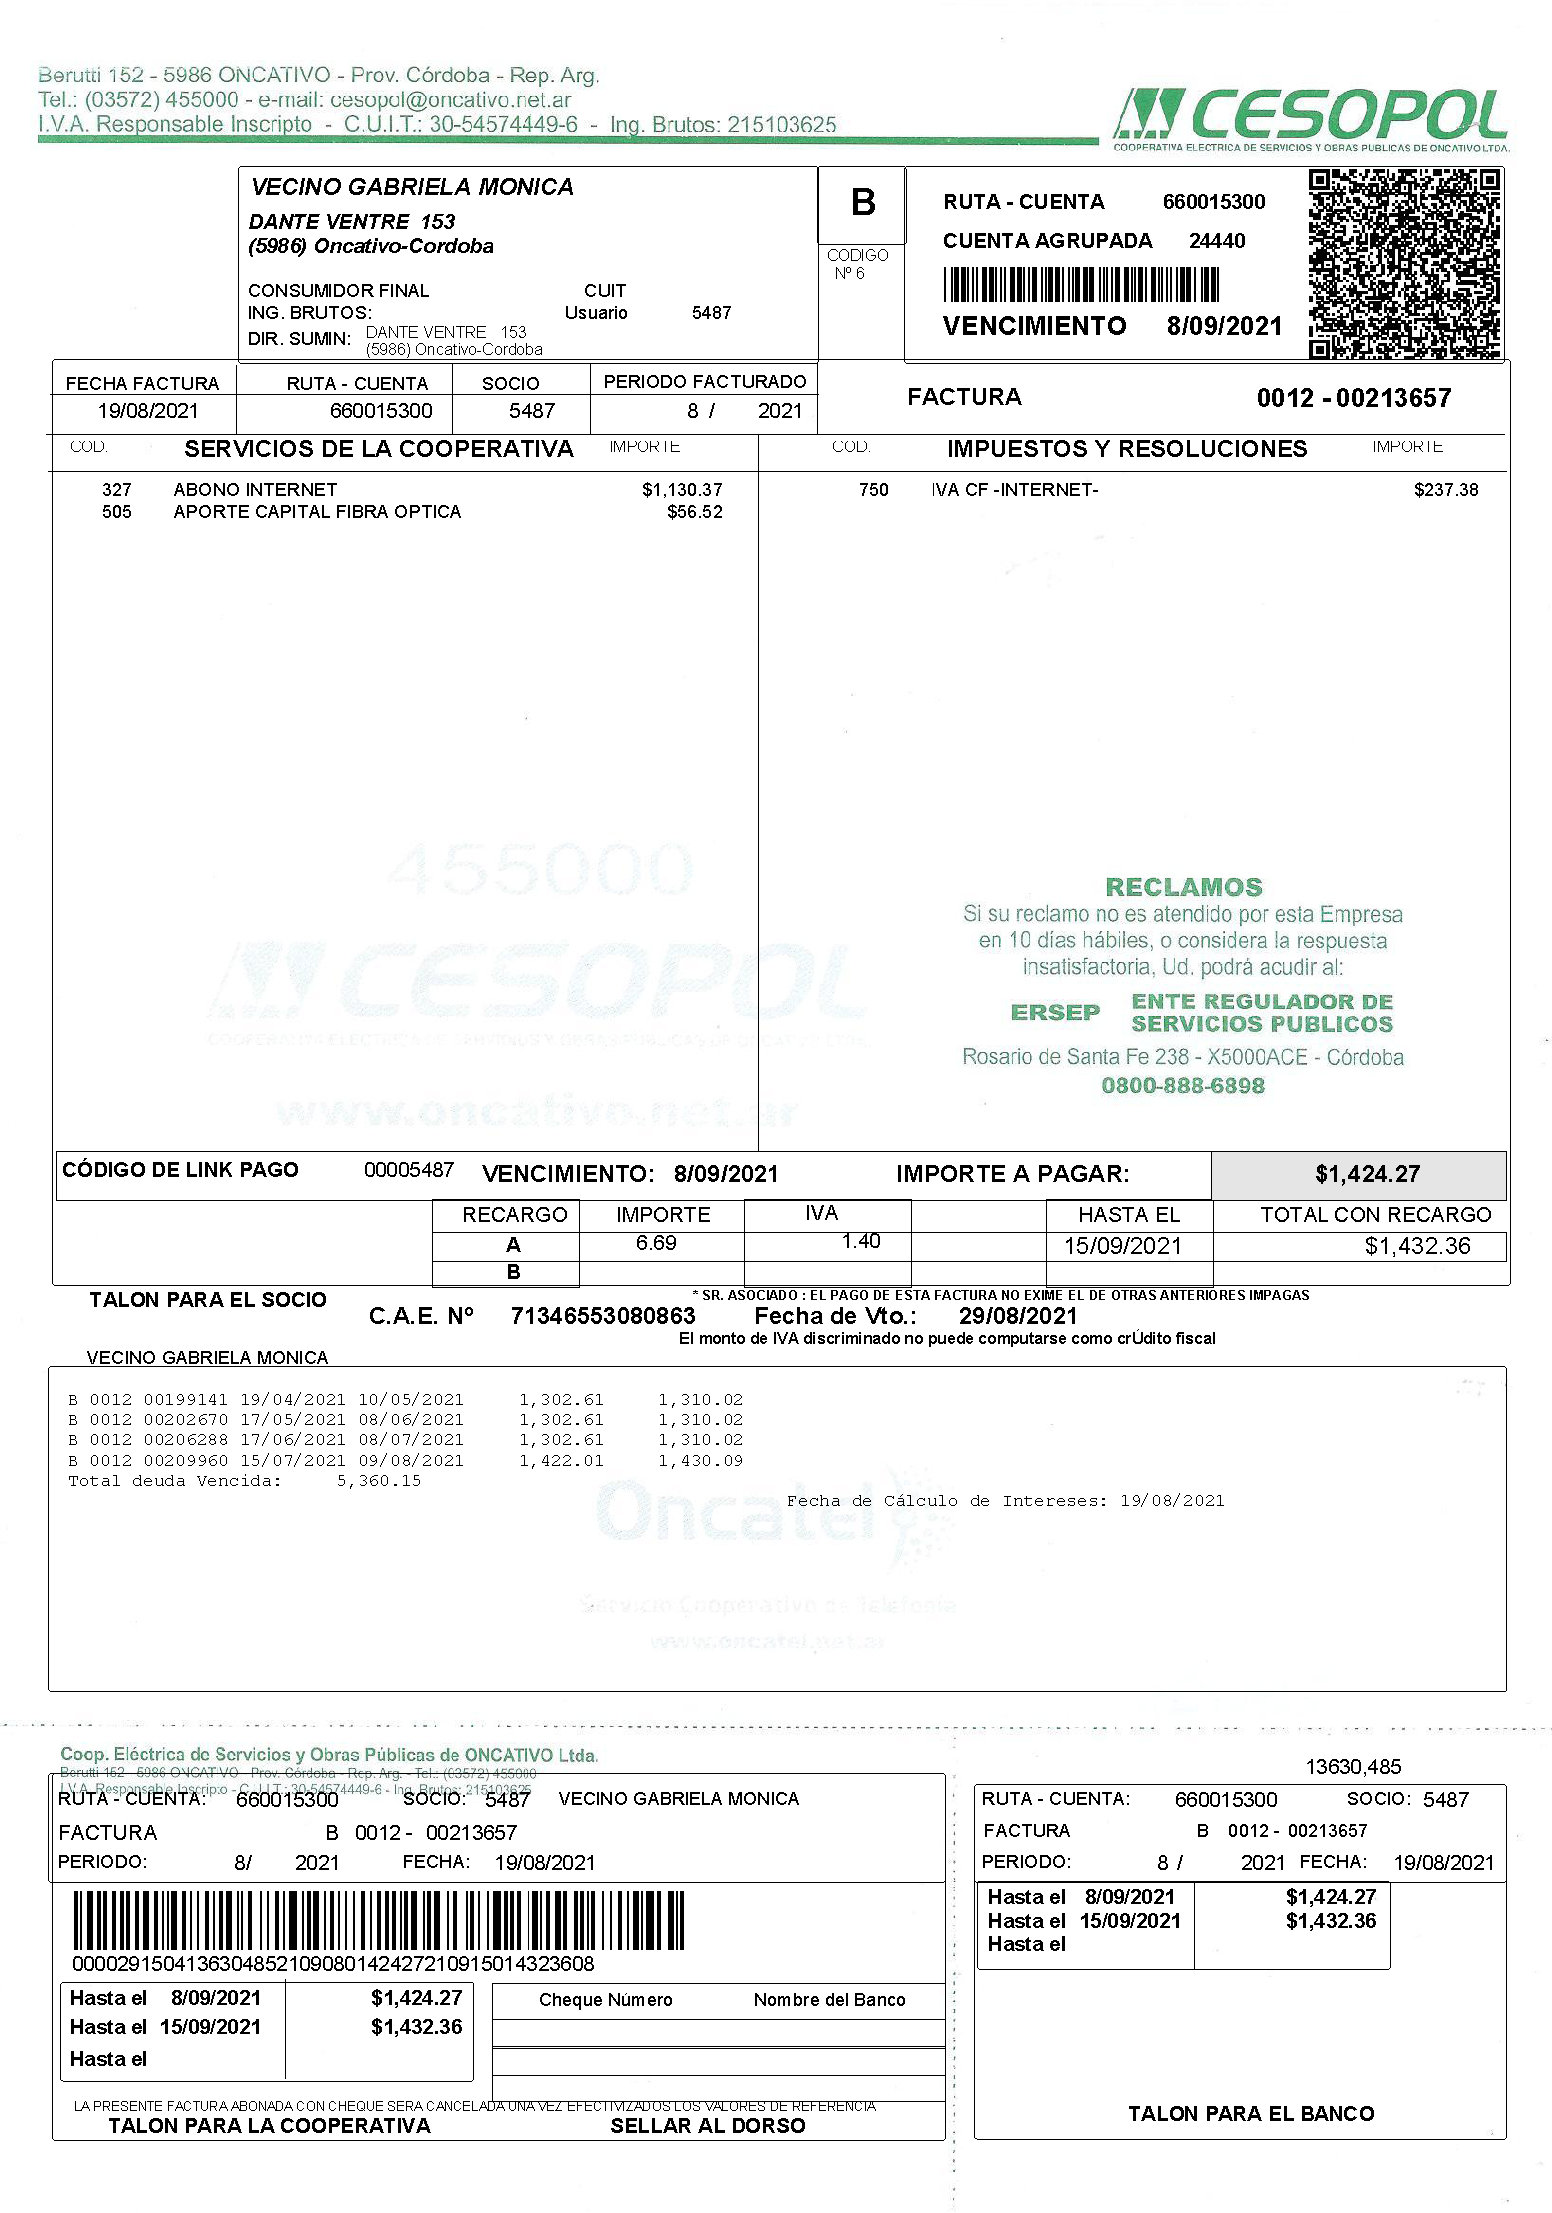 Berutti 152 - 5986 ONCATIVO - Prov. Córdoba - Rep. Arg.
Tel.: (03572) 455000 - e-mail: cesopol@oncativo.net.ar
I.V.A. Responsable Inscripto - C.U.I.T.: 30-54574449-6 - Ing. Brutos: 215103625
CESOPOL
COOPERATIVA ELECTRICA DE SERVICIOS Y OBRAS PUBLICAS DE ONCATIVO LTDA.
VECINO GABRIELA MONICA
DANTE VENTRE 153
(5986) Oncativo-Cordoba
CONSUMIDOR FINAL CUIT
ING. BRUTOS: Usuario 5487
DIR. SUMIN: DANTE VENTRE 153
(5986) Oncativo-Cordoba
B
CODIGO
Nº 6
RUTA - CUENTA 660015300
CUENTA AGRUPADA 24440
VENCIMIENTO 8/09/2021
FECHA FACTURA RUTA - CUENTA SOCIO PERIODO FACTURADO
19/08/2021 660015300 5487 8 / 2021
FACTURA 0012 - 00213657
COD. SERVICIOS DE LA COOPERATIVA IMPORTE COD. IMPUESTOS Y RESOLUCIONES IMPORTE
327 ABONO INTERNET $1,130.37 750 IVA CF -INTERNET- $237.38
505 APORTE CAPITAL FIBRA OPTICA $56.52
455000
CESOPOL
COOPERATIVA ELECTRICA DE SERVICIOS Y OBRAS PUBLICAS DE ONCATIVO LTDA.
www.oncativo.net.ar
RECLAMOS
Si su reclamo no es atendido por esta Empresa
en 10 días hábiles, o considera la respuesta
insatisfactoria, Ud. podrá acudir al:
ERSEP ENTE REGULADOR DE
SERVICIOS PUBLICOS
Rosario de Santa Fe 238 - X5000ACE - Córdoba
0800-888-6898
CÓDIGO DE LINK PAGO 00005487 VENCIMIENTO: 8/09/2021 IMPORTE A PAGAR: $1,424.27
RECARGO IMPORTE IVA HASTA EL TOTAL CON RECARGO
A 6.69 1.40 15/09/2021 $1,432.36
B
TALON PARA EL SOCIO
* SR. ASOCIADO : EL PAGO DE ESTA FACTURA NO EXIME EL DE OTRAS ANTERIORES IMPAGAS
C.A.E. Nº 71346553080863 Fecha de Vto.: 29/08/2021
El monto de IVA discriminado no puede computarse como crÚdito fiscal
VECINO GABRIELA MONICA
B 0012 00199141 19/04/2021 10/05/2021 1,302.61 1,310.02
B 0012 00202670 17/05/2021 08/06/2021 1,302.61 1,310.02
B 0012 00206288 17/06/2021 08/07/2021 1,302.61 1,310.02
B 0012 00209960 15/07/2021 09/08/2021 1,422.01 1,430.09
Total deuda Vencida: 5,360.15
Fecha de Cálculo de Intereses: 19/08/2021
Oncatel
Servicio Cooperativo de Telefonía
www.oncatel.net.ar
Coop. Eléctrica de Servicios y Obras Públicas de ONCATIVO Ltda.
Berutti 152 - 5986 ONCATIVO - Prov. Córdoba - Rep. Arg. - Tel.: (03572) 455000
I.V.A. Responsable Inscripto - C.U.I.T.: 30-54574449-6 - Ing. Brutos: 215103625
RUTA - CUENTA: 660015300 SOCIO: 5487 VECINO GABRIELA MONICA
FACTURA B 0012 - 00213657
PERIODO: 8/ 2021 FECHA: 19/08/2021
0000291504136304852109080142427210915014323608
Hasta el 8/09/2021 $1,424.27
Hasta el 15/09/2021 $1,432.36
Hasta el
Cheque Número Nombre del Banco
LA PRESENTE FACTURA ABONADA CON CHEQUE SERA CANCELADA UNA VEZ EFECTIVIZADOS LOS VALORES DE REFERENCIA
TALON PARA LA COOPERATIVA SELLAR AL DORSO
13630,485
RUTA - CUENTA: 660015300 SOCIO: 5487
FACTURA B 0012 - 00213657
PERIODO: 8 / 2021 FECHA: 19/08/2021
Hasta el 8/09/2021 $1,424.27
Hasta el 15/09/2021 $1,432.36
Hasta el
TALON PARA EL BANCO